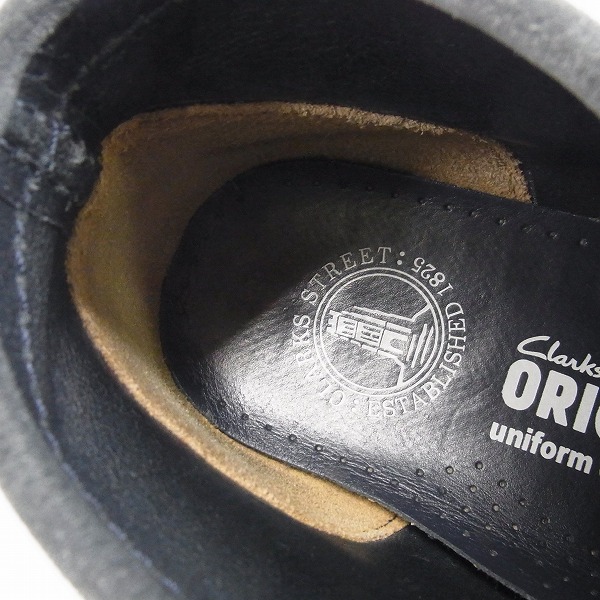 CLARKS STREET: ESTABLISHED 1825:
Clarks
ORIG
uniform